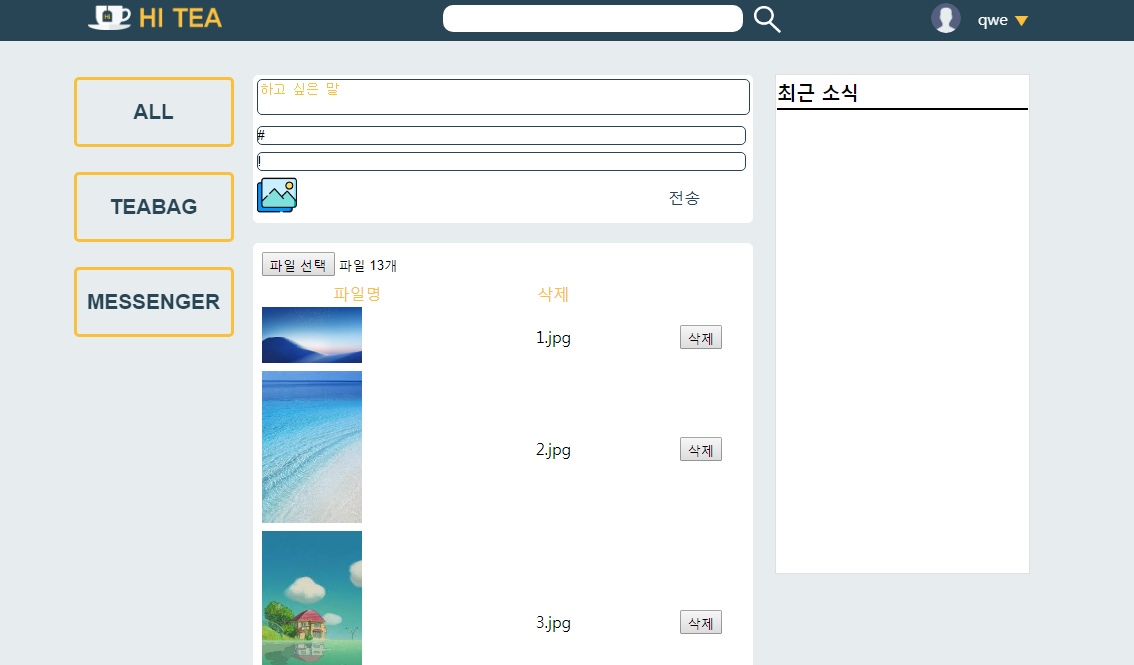 HI TEA
qwe
ALL
TEABAG
MESSENGER
하고 싶은 말
#
!
전송
파일 선택 파일 13개
파일명 삭제
1.jpg 삭제
2.jpg 삭제
3.jpg 삭제
최근 소식